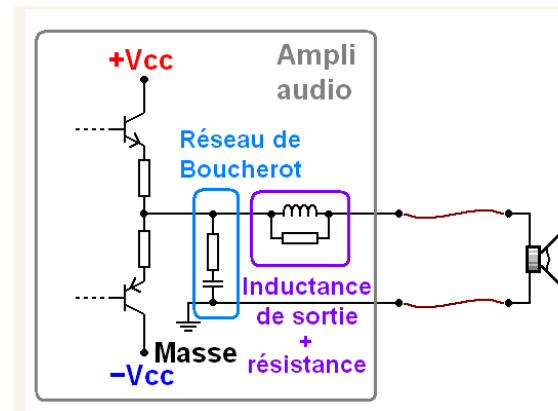 +Vcc
Ampli
audio
Réseau de
Boucherot
Inductance
de sortie
+
résistance
Masse
−Vcc